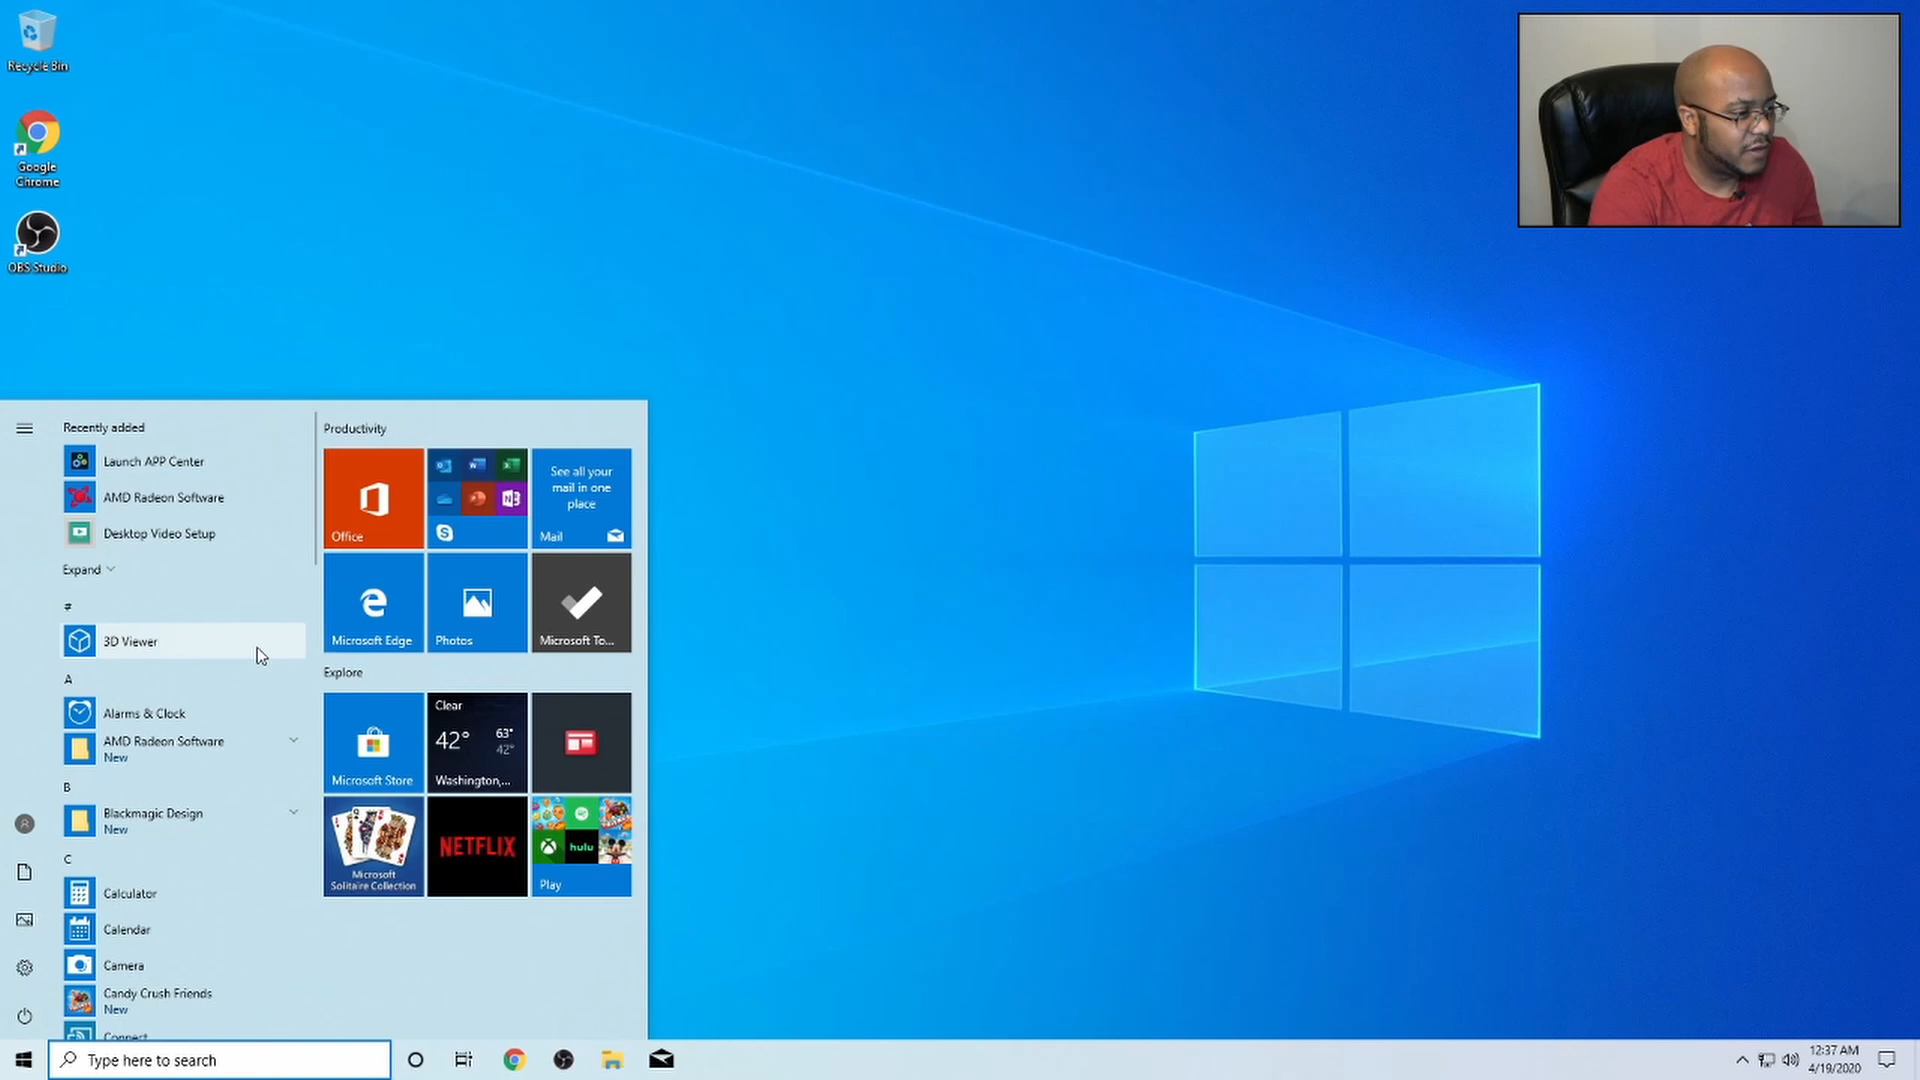 Recycle Bin
Google
Chrome
OBS Studio
Recently added
Launch APP Center
AMD Radeon Software
Desktop Video Setup
Expand
#
3D Viewer
A
Alarms & Clock
AMD Radeon Software
New
B
Blackmagic Design
New
C
Calculator
Calendar
Camera
Candy Crush Friends
New
Connect
Productivity
Office
See all your
mail in one
place
Mail
Microsoft Edge
Photos
Microsoft To...
Explore
Microsoft Store
Clear
42° 63°
42°
Washington,...
Microsoft
Solitaire Collection
NETFLIX
hulu
Play
Type here to search
12:37 AM
4/19/2020